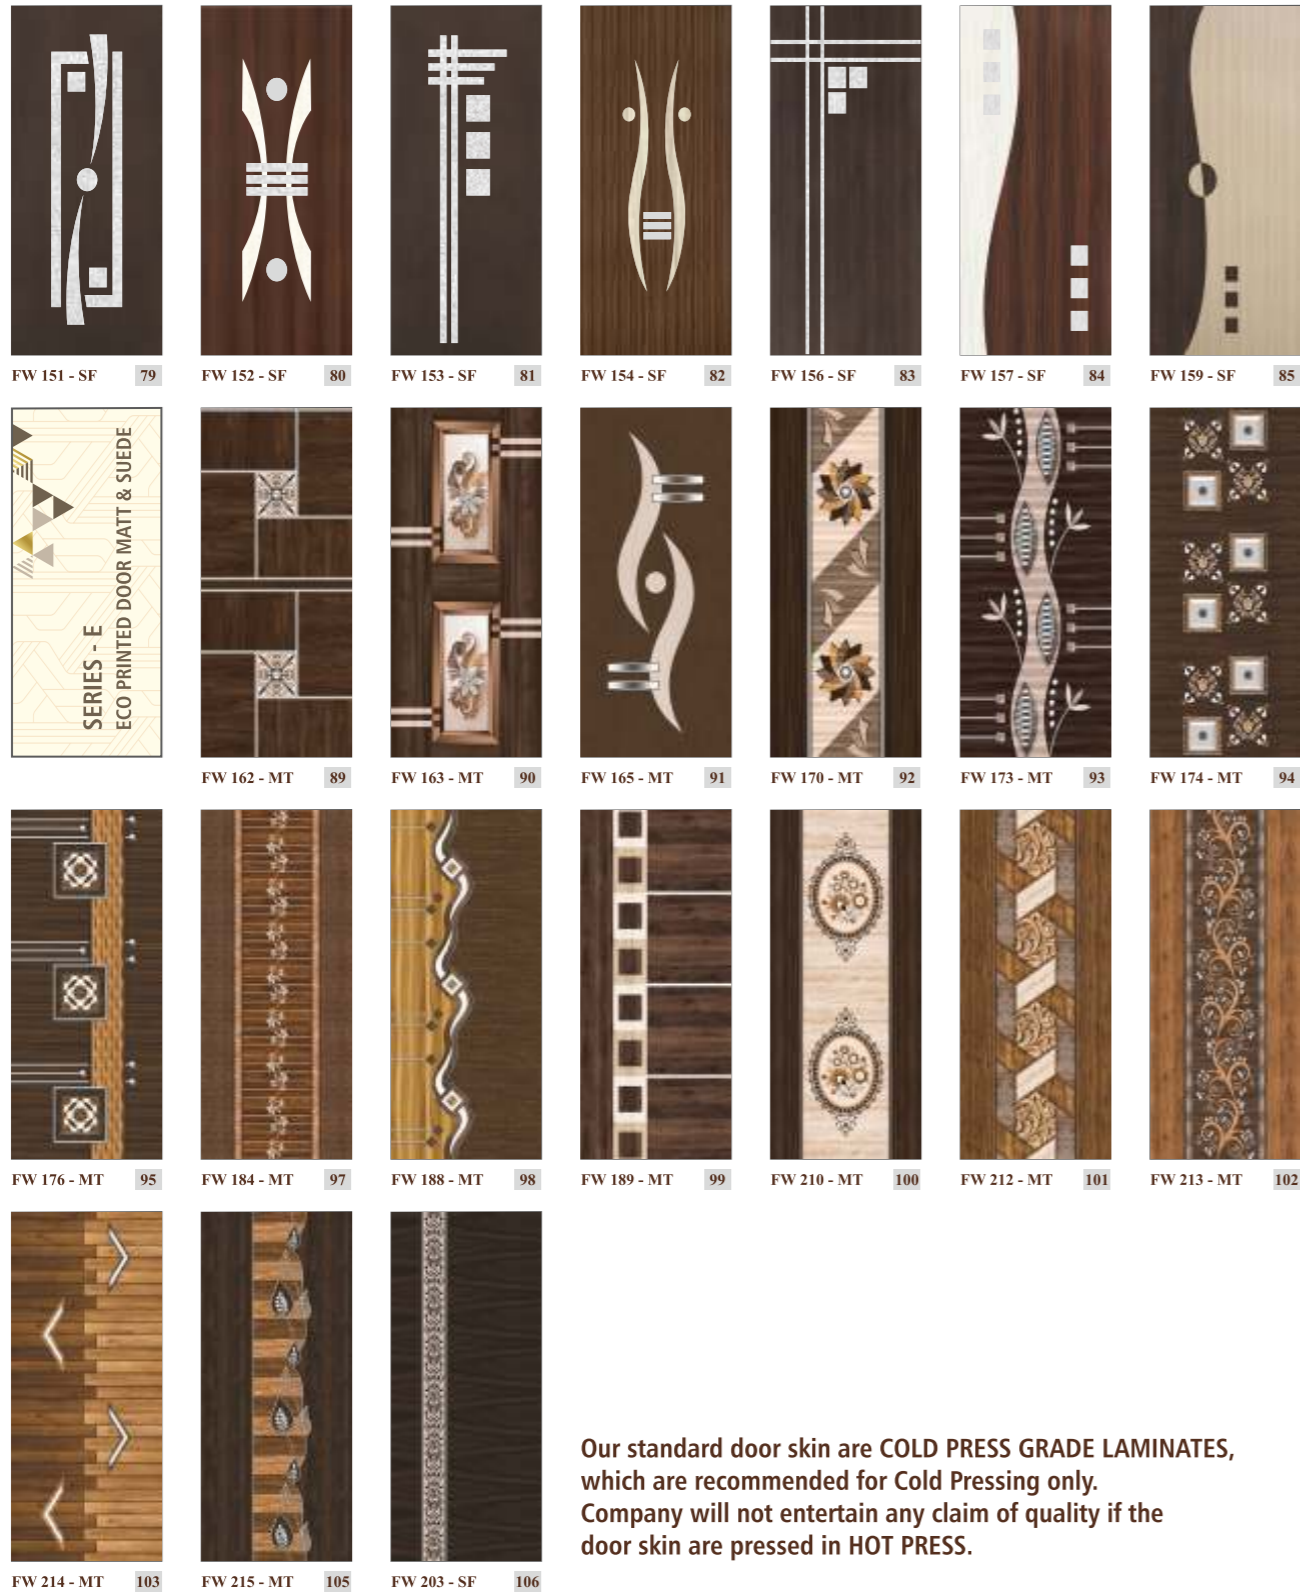 FW 151 - SF 79
FW 152 - SF 80
FW 153 - SF 81
FW 154 - SF 82
FW 156 - SF 83
FW 157 - SF 84
FW 159 - SF 85
SERIES - E
ECO PRINTED DOOR MATT & SUEDE
FW 162 - MT 89
FW 163 - MT 90
FW 165 - MT 91
FW 170 - MT 92
FW 173 - MT 93
FW 174 - MT 94
FW 176 - MT 95
FW 184 - MT 97
FW 188 - MT 98
FW 189 - MT 99
FW 210 - MT 100
FW 212 - MT 101
FW 213 - MT 102
FW 214 - MT 103
FW 215 - MT 105
FW 203 - SF 106
Our standard door skin are COLD PRESS GRADE LAMINATES,
which are recommended for Cold Pressing only.
Company will not entertain any claim of quality if the
door skin are pressed in HOT PRESS.